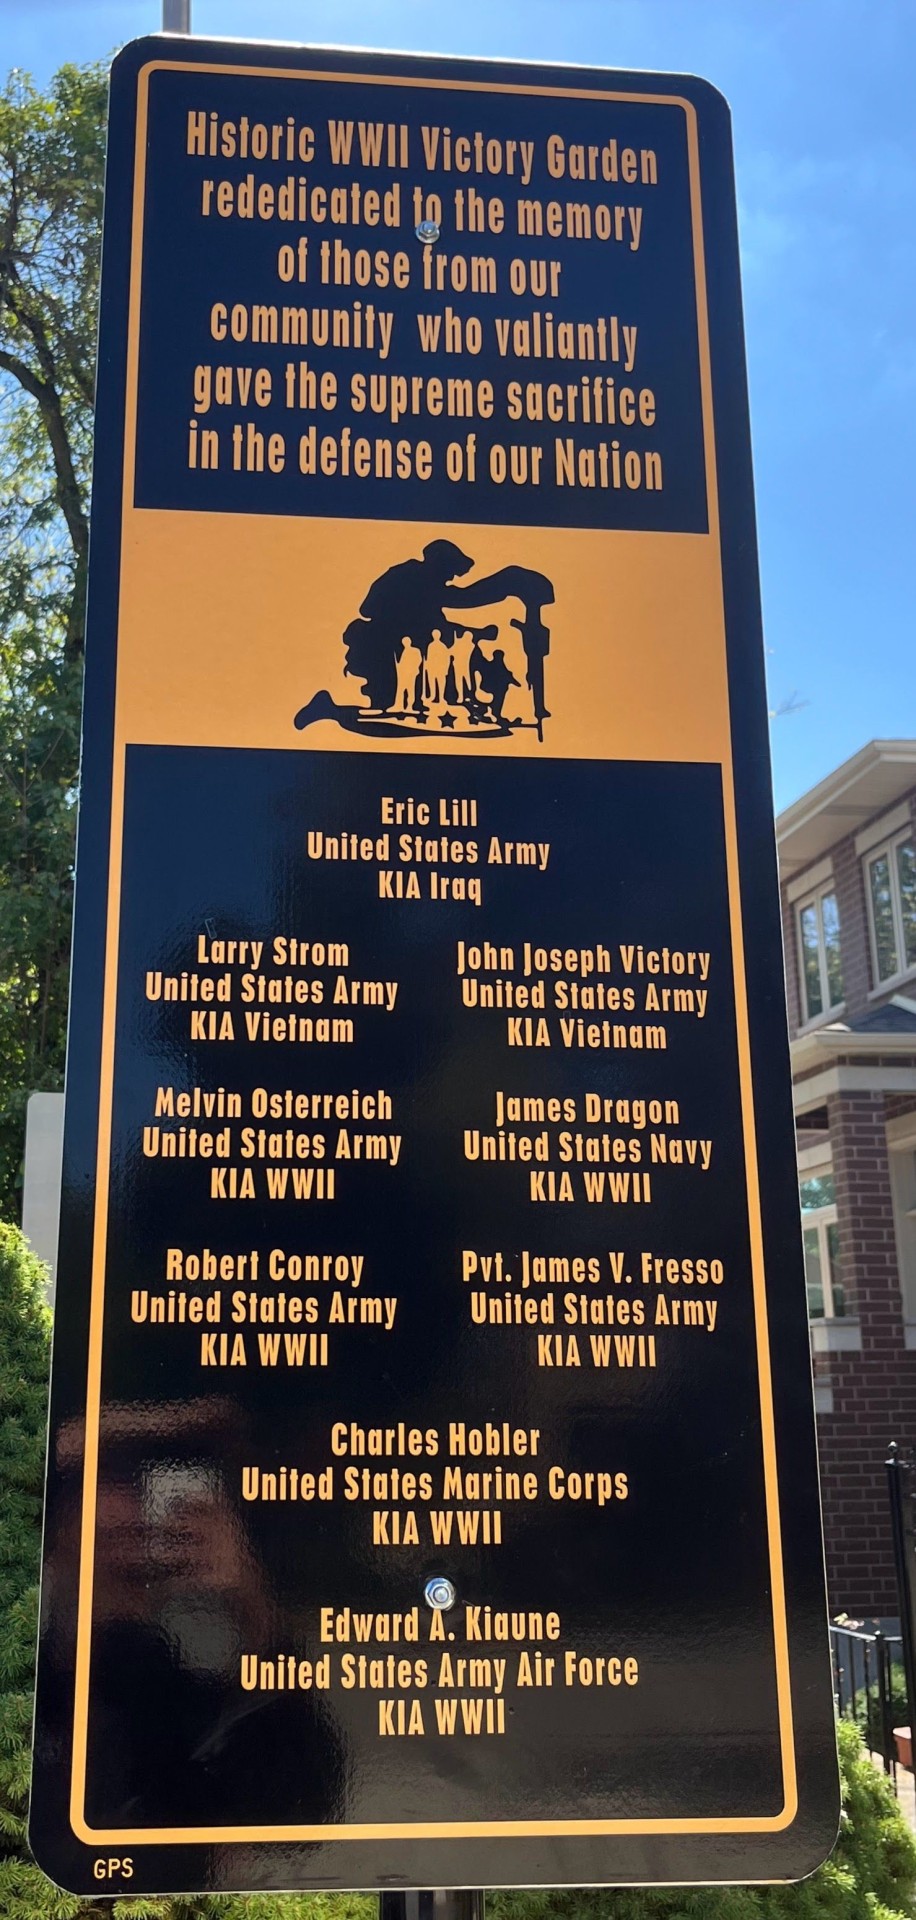 Historic WWII Victory Garden
rededicated to the memory
of those from our
community who valiantly
gave the supreme sacrifice
in the defense of our Nation
Eric Lill
United States Army
KIA Iraq
Larry Strom
United States Army
KIA Vietnam
John Joseph Victory
United States Army
KIA Vietnam
Melvin Osterreich
United States Army
KIA WWII
James Dragon
United States Navy
KIA WWII
Robert Conroy
United States Army
KIA WWII
Pvt. James V. Fresso
United States Army
KIA WWII
Charles Hobler
United States Marine Corps
KIA WWII
Edward A. Kiaune
United States Army Air Force
KIA WWII
GPS